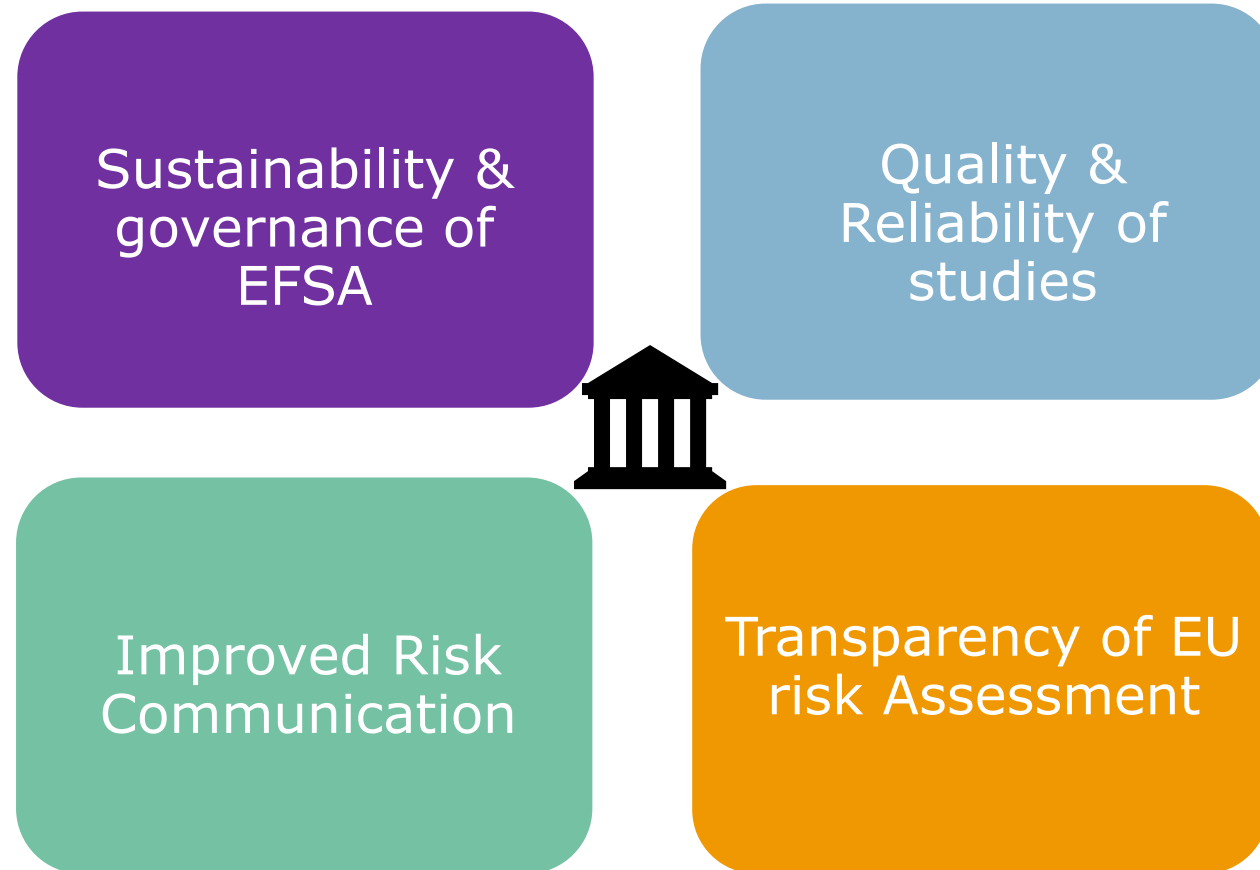 Sustainability &
governance of
EFSA
Quality &
Reliability of
studies
Improved Risk
Communication
Transparency of EU
risk Assessment